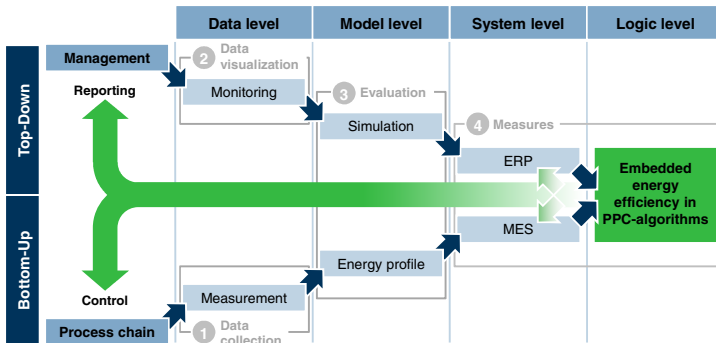 Data level
Model level
System level
Logic level
Top-Down
Bottom-Up
Management
Reporting
2 Data
visualization
Monitoring
3 Evaluation
Simulation
4 Measures
ERP
Embedded
energy
efficiency in
PPC-algorithms
MES
Energy profile
Measurement
Control
Process chain
1 Data
collection